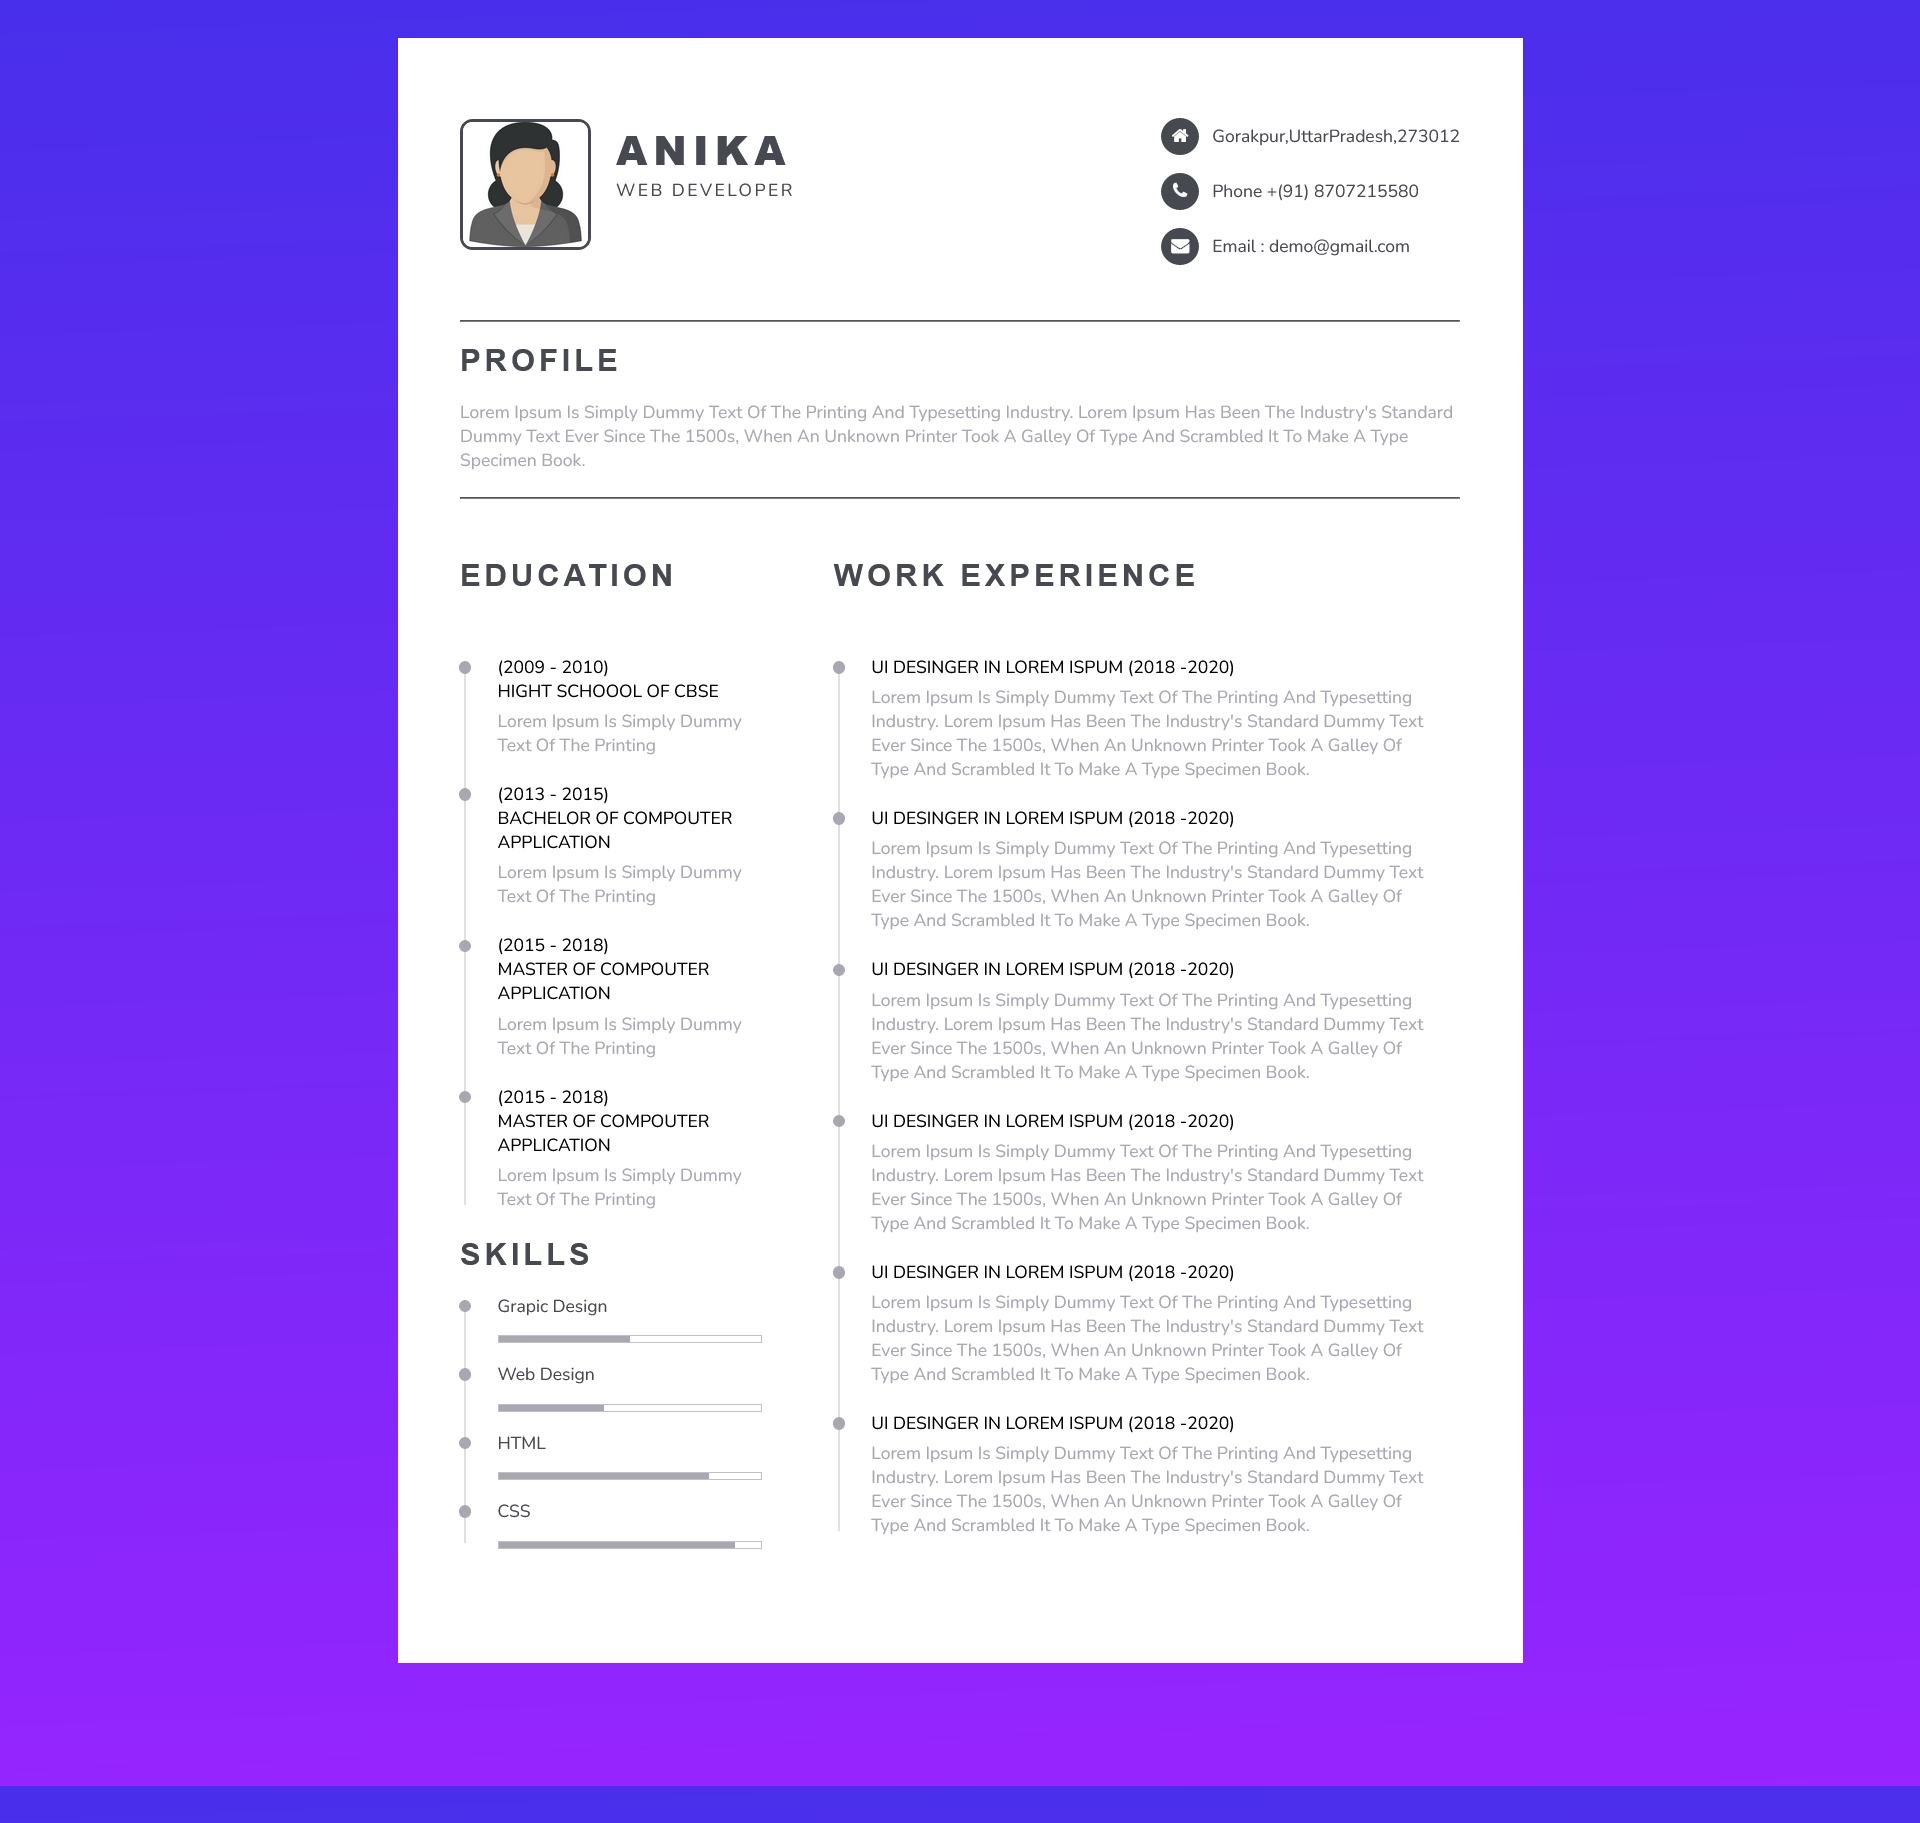 ANIKA
WEB DEVELOPER
Gorakpur,UttarPradesh,273012
Phone +(91) 8707215580
Email : demo@gmail.com
PROFILE
Lorem Ipsum Is Simply Dummy Text Of The Printing And Typesetting Industry. Lorem Ipsum Has Been The Industry's Standard
Dummy Text Ever Since The 1500s, When An Unknown Printer Took A Galley Of Type And Scrambled It To Make A Type
Specimen Book.
EDUCATION
(2009 - 2010)
HIGHT SCHOOOL OF CBSE
Lorem Ipsum Is Simply Dummy
Text Of The Printing
(2013 - 2015)
BACHELOR OF COMPOUTER
APPLICATION
Lorem Ipsum Is Simply Dummy
Text Of The Printing
(2015 - 2018)
MASTER OF COMPOUTER
APPLICATION
Lorem Ipsum Is Simply Dummy
Text Of The Printing
(2015 - 2018)
MASTER OF COMPOUTER
APPLICATION
Lorem Ipsum Is Simply Dummy
Text Of The Printing
SKILLS
Grapic Design
Web Design
HTML
CSS
WORK EXPERIENCE
UI DESINGER IN LOREM ISPUM (2018 -2020)
Lorem Ipsum Is Simply Dummy Text Of The Printing And Typesetting
Industry. Lorem Ipsum Has Been The Industry's Standard Dummy Text
Ever Since The 1500s, When An Unknown Printer Took A Galley Of
Type And Scrambled It To Make A Type Specimen Book.
UI DESINGER IN LOREM ISPUM (2018 -2020)
Lorem Ipsum Is Simply Dummy Text Of The Printing And Typesetting
Industry. Lorem Ipsum Has Been The Industry's Standard Dummy Text
Ever Since The 1500s, When An Unknown Printer Took A Galley Of
Type And Scrambled It To Make A Type Specimen Book.
UI DESINGER IN LOREM ISPUM (2018 -2020)
Lorem Ipsum Is Simply Dummy Text Of The Printing And Typesetting
Industry. Lorem Ipsum Has Been The Industry's Standard Dummy Text
Ever Since The 1500s, When An Unknown Printer Took A Galley Of
Type And Scrambled It To Make A Type Specimen Book.
UI DESINGER IN LOREM ISPUM (2018 -2020)
Lorem Ipsum Is Simply Dummy Text Of The Printing And Typesetting
Industry. Lorem Ipsum Has Been The Industry's Standard Dummy Text
Ever Since The 1500s, When An Unknown Printer Took A Galley Of
Type And Scrambled It To Make A Type Specimen Book.
UI DESINGER IN LOREM ISPUM (2018 -2020)
Lorem Ipsum Is Simply Dummy Text Of The Printing And Typesetting
Industry. Lorem Ipsum Has Been The Industry's Standard Dummy Text
Ever Since The 1500s, When An Unknown Printer Took A Galley Of
Type And Scrambled It To Make A Type Specimen Book.
UI DESINGER IN LOREM ISPUM (2018 -2020)
Lorem Ipsum Is Simply Dummy Text Of The Printing And Typesetting
Industry. Lorem Ipsum Has Been The Industry's Standard Dummy Text
Ever Since The 1500s, When An Unknown Printer Took A Galley Of
Type And Scrambled It To Make A Type Specimen Book.